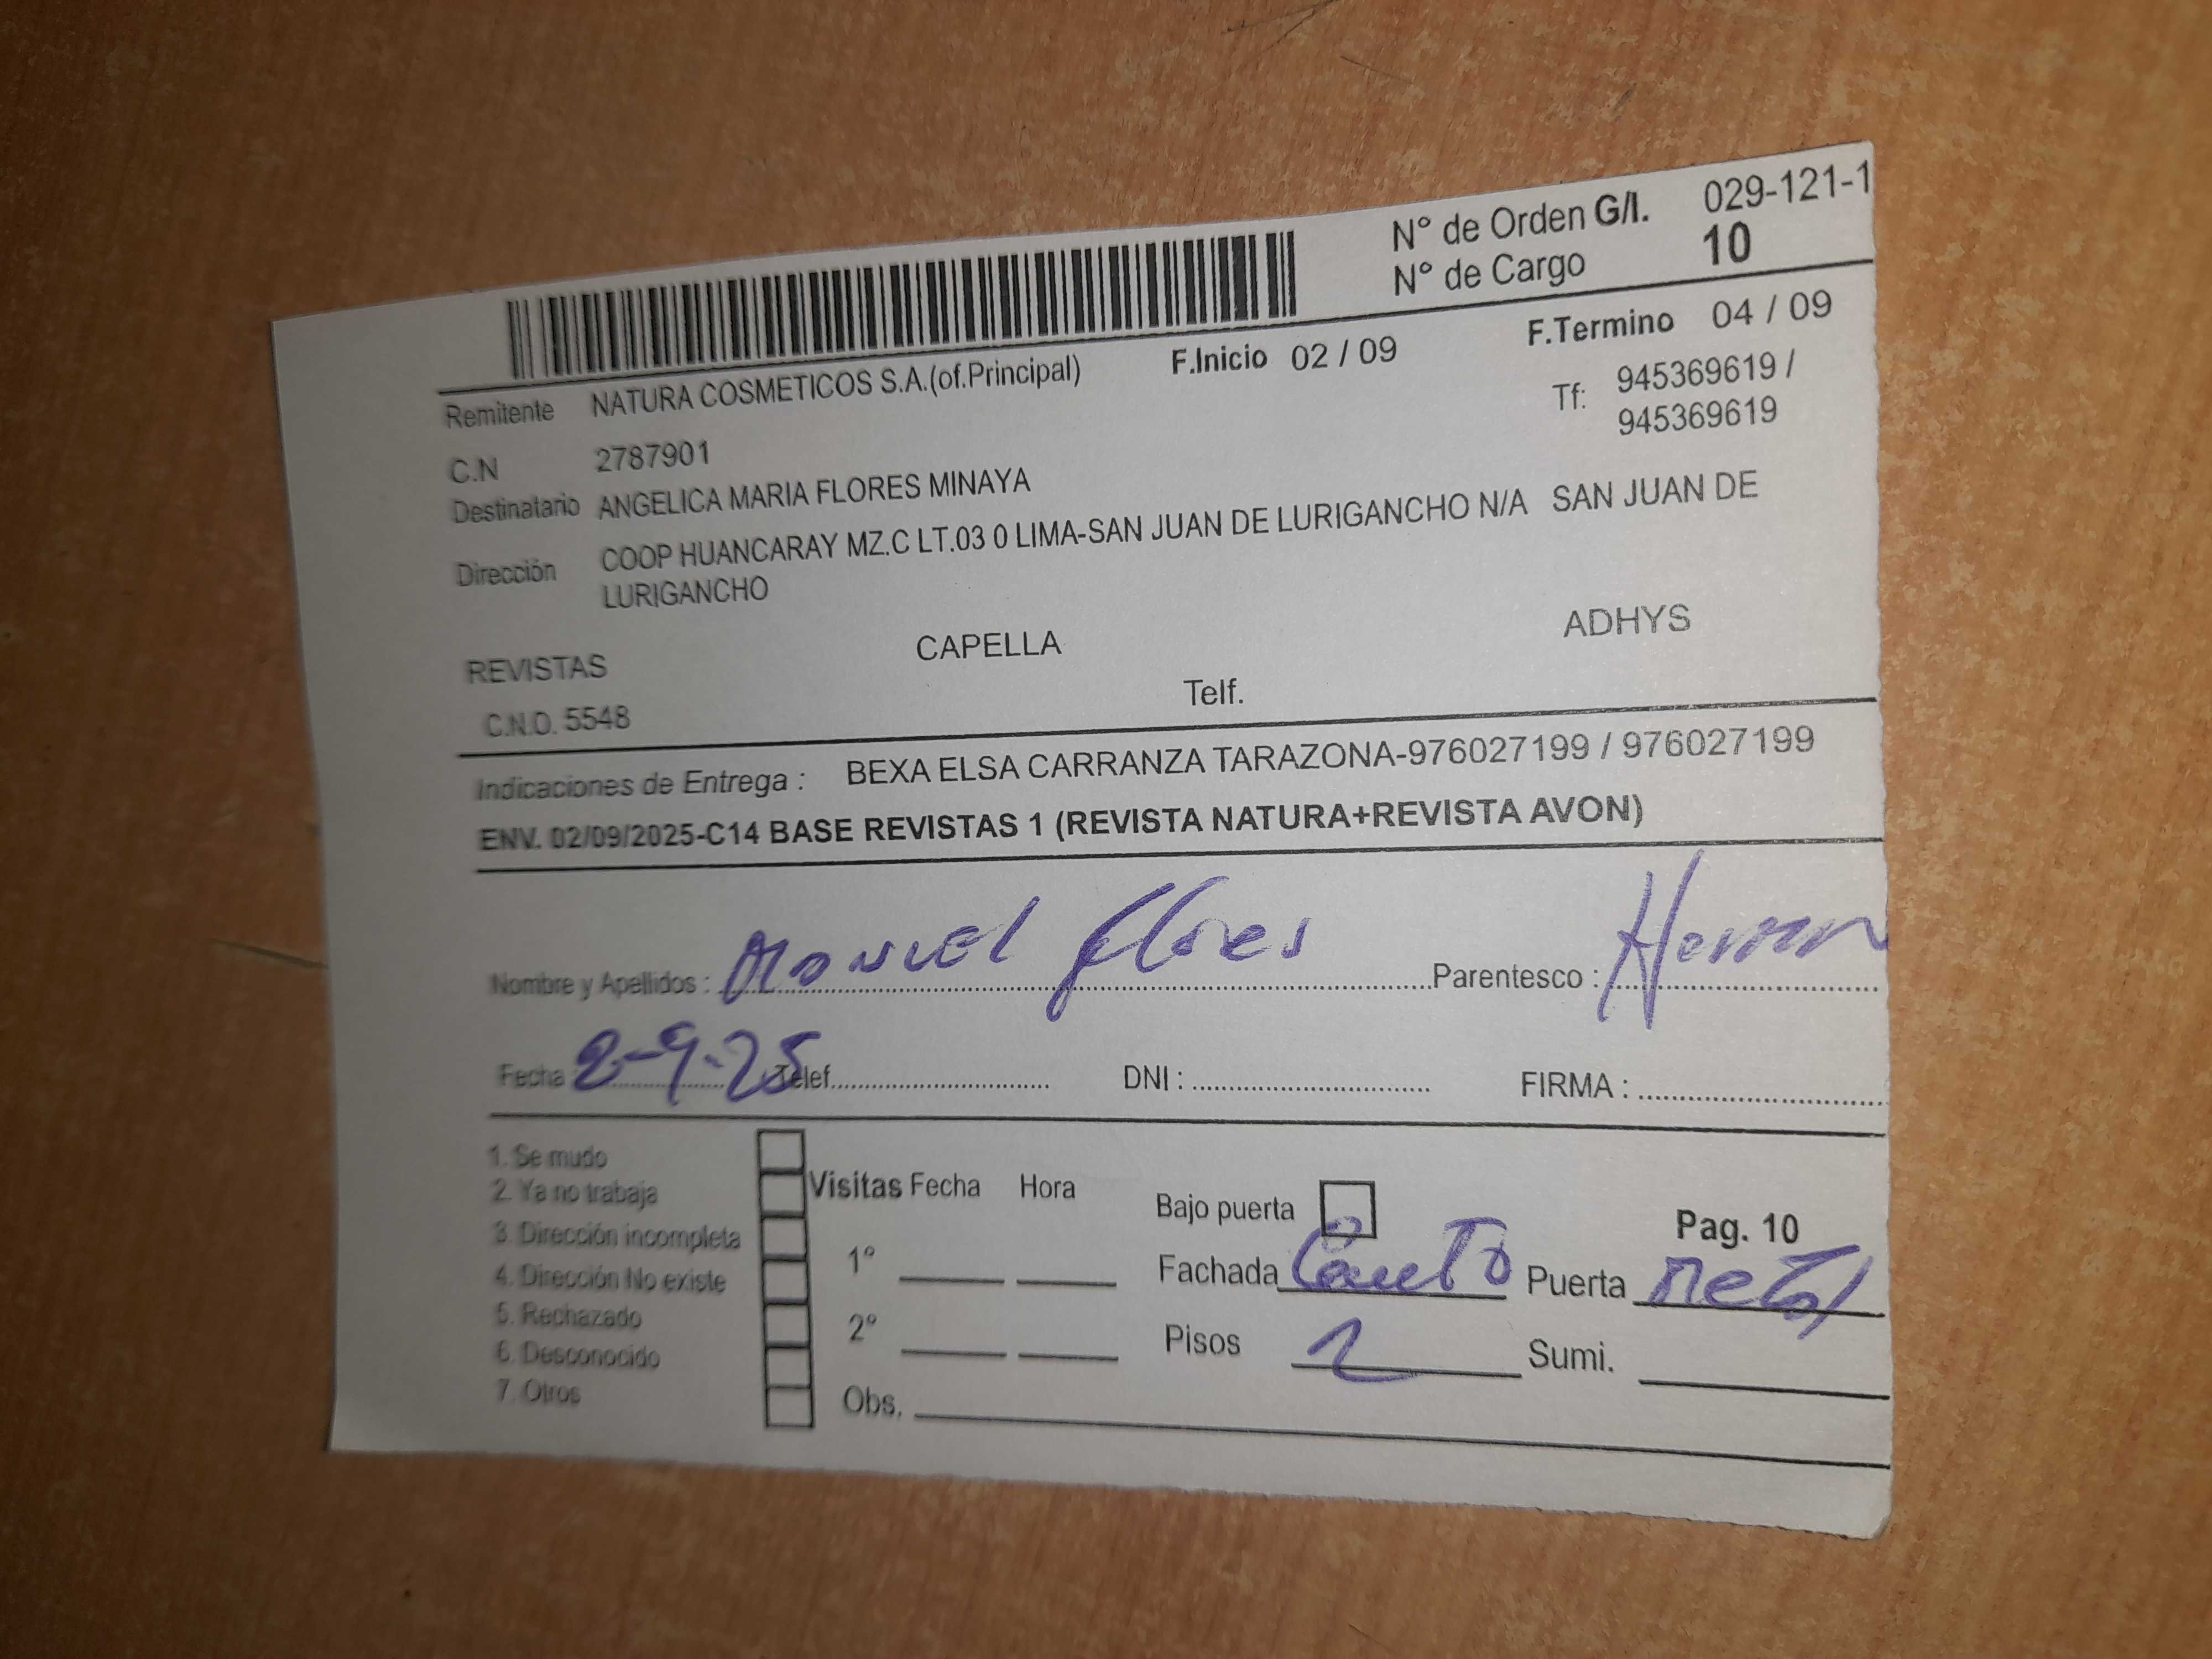 N° de Orden G/I. 029-121-1
N° de Cargo 10
F.Inicio 02 / 09 F.Termino 04 / 09
Remitente NATURA COSMETICOS S.A.(of.Principal) Tf: 945369619 /
945369619
C.N 2787901
Destinatario ANGELICA MARIA FLORES MINAYA
Dirección COOP HUANCARAY MZ.C LT.03 0 LIMA-SAN JUAN DE LURIGANCHO N/A SAN JUAN DE
LURIGANCHO
REVISTAS CAPELLA ADHYS
C.N.O. 5548 Telf.
Indicaciones de Entrega : BEXA ELSA CARRANZA TARAZONA-976027199 / 976027199
ENV. 02/09/2025-C14 BASE REVISTAS 1 (REVISTA NATURA+REVISTA AVON)
Nombre y Apellidos : Manuel Flores Parentesco :
Fecha 2-9-25 Telef. DNI : FIRMA :
1. Se mudo
2. Ya no trabaja Visitas Fecha Hora Bajo puerta Pag. 10
3. Dirección incompleta
4. Dirección No existe 1° Fachada Puerta Metal
5. Rechazado
6. Desconocido 2° Pisos 2 Sumi.
7. Otros Obs.